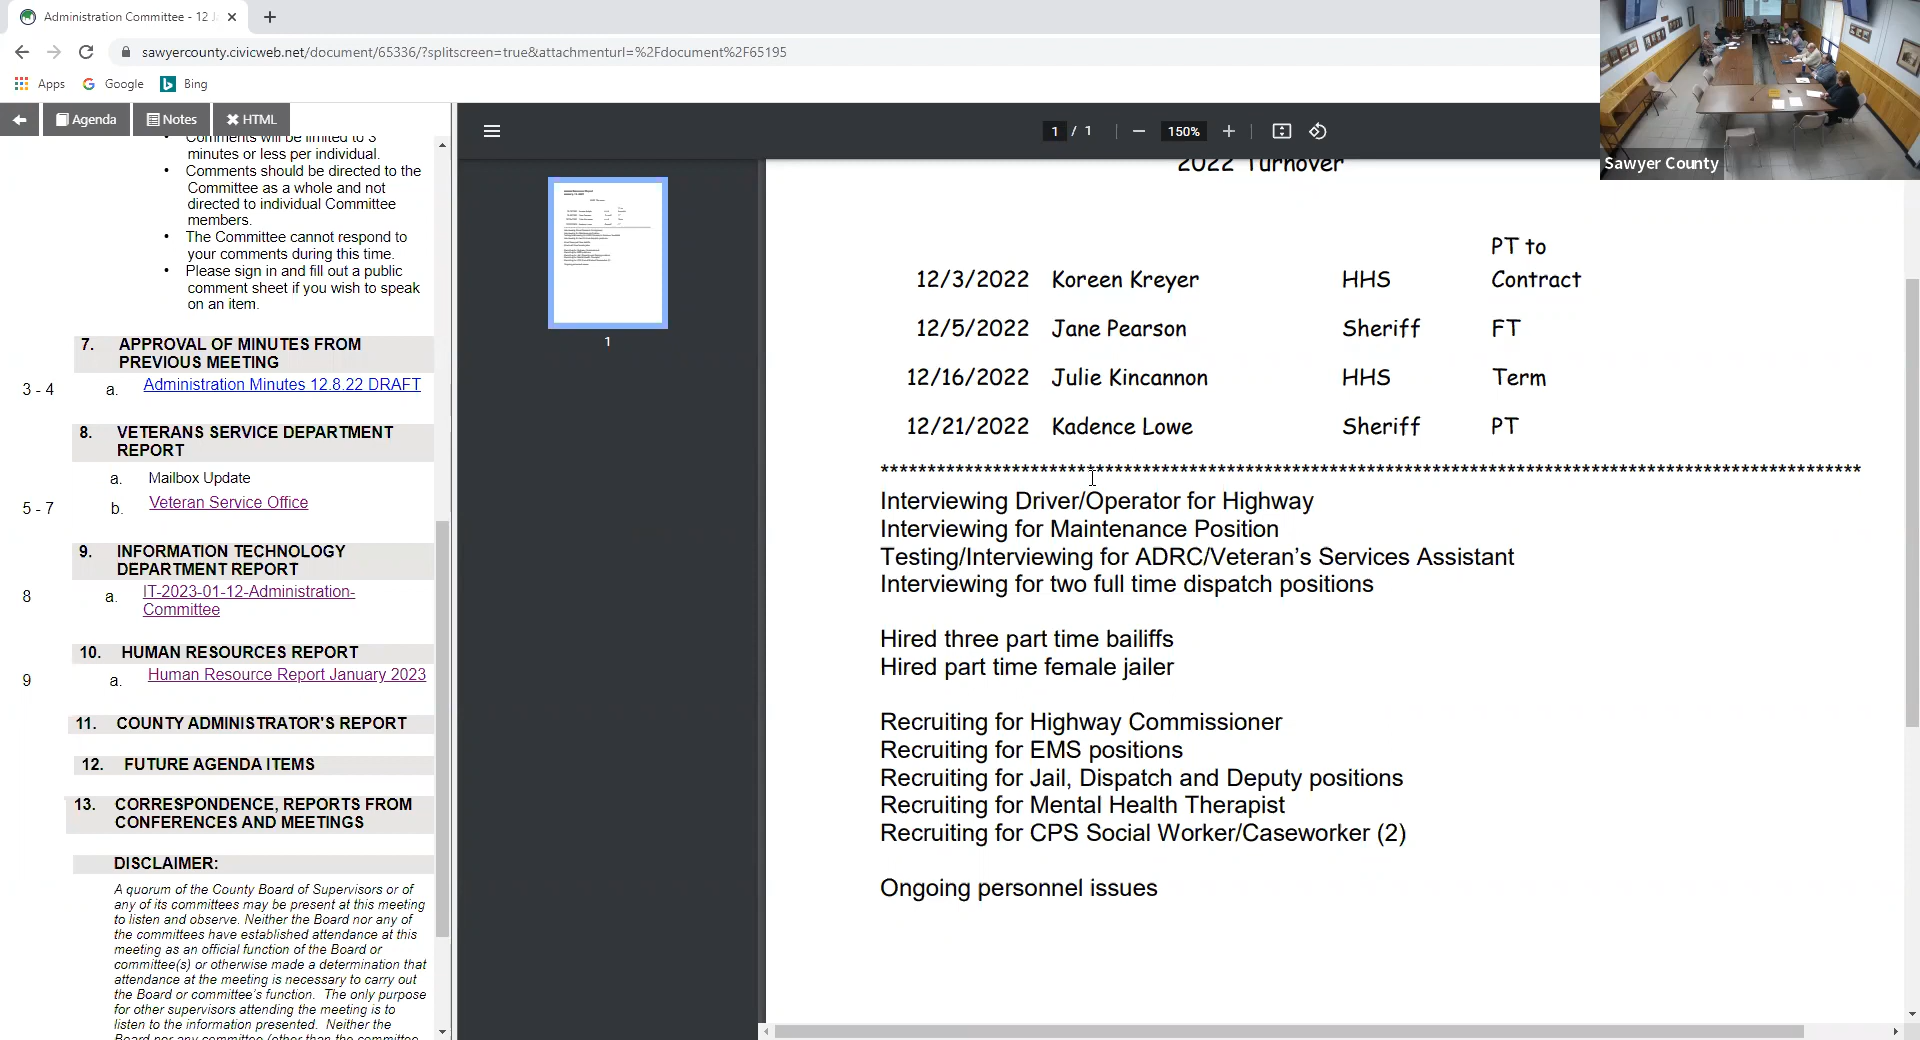 Administration Committee - 12 J
sawyercounty.civicweb.net/document/65336/?splitscreen=true&attachmenturl=%2Fdocument%2F65195
Apps
Google
Bing
Agenda
Notes
HTML
Comments will be limited to 3
minutes or less per individual.
• Comments should be directed to the
Committee as a whole and not
directed to individual Committee
members.
• The Committee cannot respond to
your comments during this time.
• Please sign in and fill out a public
comment sheet if you wish to speak
on an item.
7. APPROVAL OF MINUTES FROM
PREVIOUS MEETING
3 - 4 a. Administration Minutes 12.8.22 DRAFT
8. VETERANS SERVICE DEPARTMENT
REPORT
a. Mailbox Update
5 - 7 b. Veteran Service Office
9. INFORMATION TECHNOLOGY
DEPARTMENT REPORT
8 a. IT-2023-01-12-Administration-
Committee
10. HUMAN RESOURCES REPORT
9 a. Human Resource Report January 2023
11. COUNTY ADMINISTRATOR'S REPORT
12. FUTURE AGENDA ITEMS
13. CORRESPONDENCE, REPORTS FROM
CONFERENCES AND MEETINGS
DISCLAIMER:
A quorum of the County Board of Supervisors or of
any of its committees may be present at this meeting
to listen and observe. Neither the Board nor any of
the committees have established attendance at this
meeting as an official function of the Board or
committee(s) or otherwise made a determination that
attendance at the meeting is necessary to carry out
the Board or committee's function. The only purpose
for other supervisors attending the meeting is to
listen to the information presented. Neither the
Board nor any committee (other than the committee
1 / 1
150%
1
2022 Turnover
PT to
12/3/2022 Koreen Kreyer HHS Contract
12/5/2022 Jane Pearson Sheriff FT
12/16/2022 Julie Kincannon HHS Term
12/21/2022 Kadence Lowe Sheriff PT
Interviewing Driver/Operator for Highway
Interviewing for Maintenance Position
Testing/Interviewing for ADRC/Veteran’s Services Assistant
Interviewing for two full time dispatch positions
Hired three part time bailiffs
Hired part time female jailer
Recruiting for Highway Commissioner
Recruiting for EMS positions
Recruiting for Jail, Dispatch and Deputy positions
Recruiting for Mental Health Therapist
Recruiting for CPS Social Worker/Caseworker (2)
Ongoing personnel issues
Sawyer County